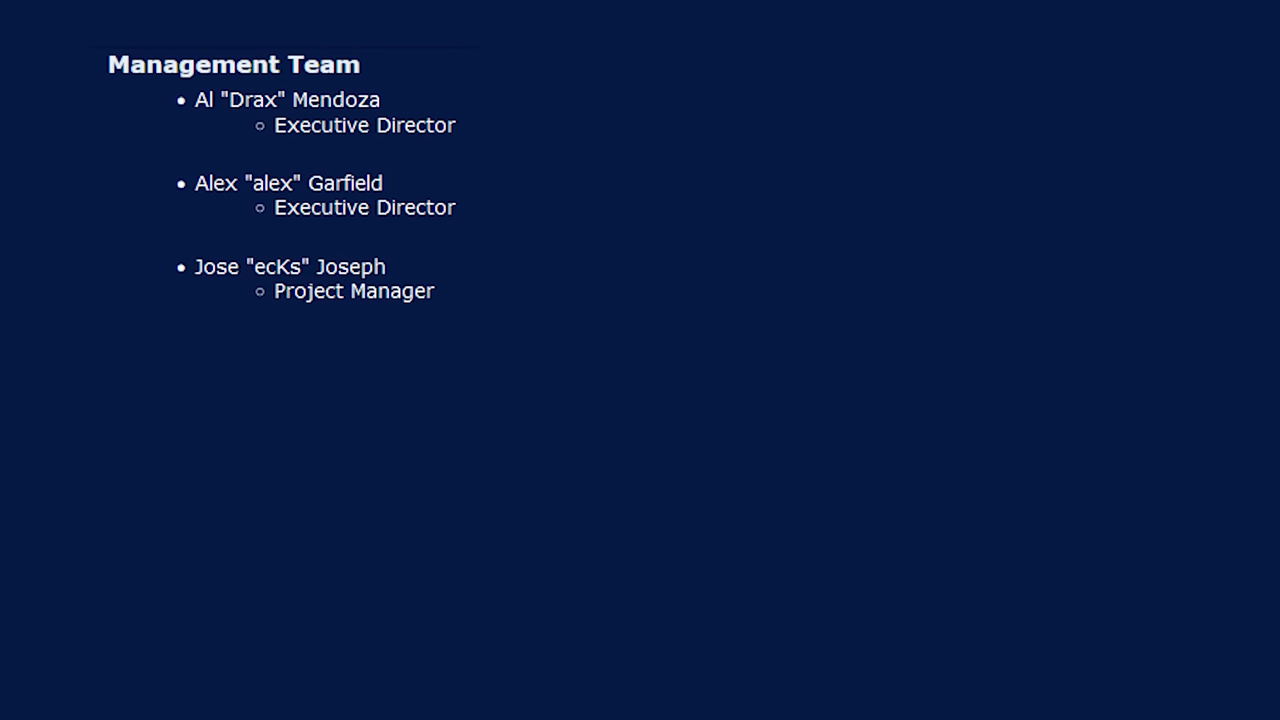 Management Team
Al "Drax" Mendoza
Executive Director
Alex "alex" Garfield
Executive Director
Jose "ecKs" Joseph
Project Manager